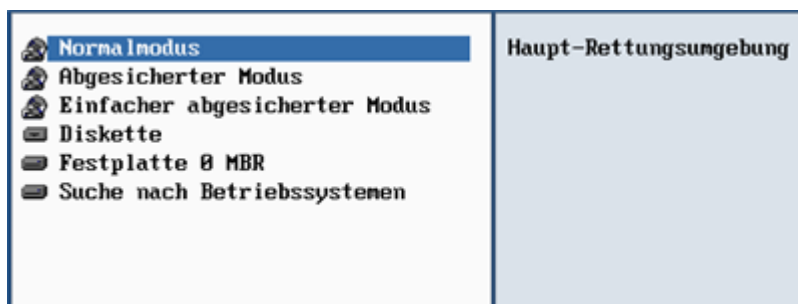 Normalmodus
Abgesicherter Modus
Einfacher abgesicherter Modus
Diskette
Festplatte 0 MBR
Suche nach Betriebssystemen
Haupt-Rettungsumgebung